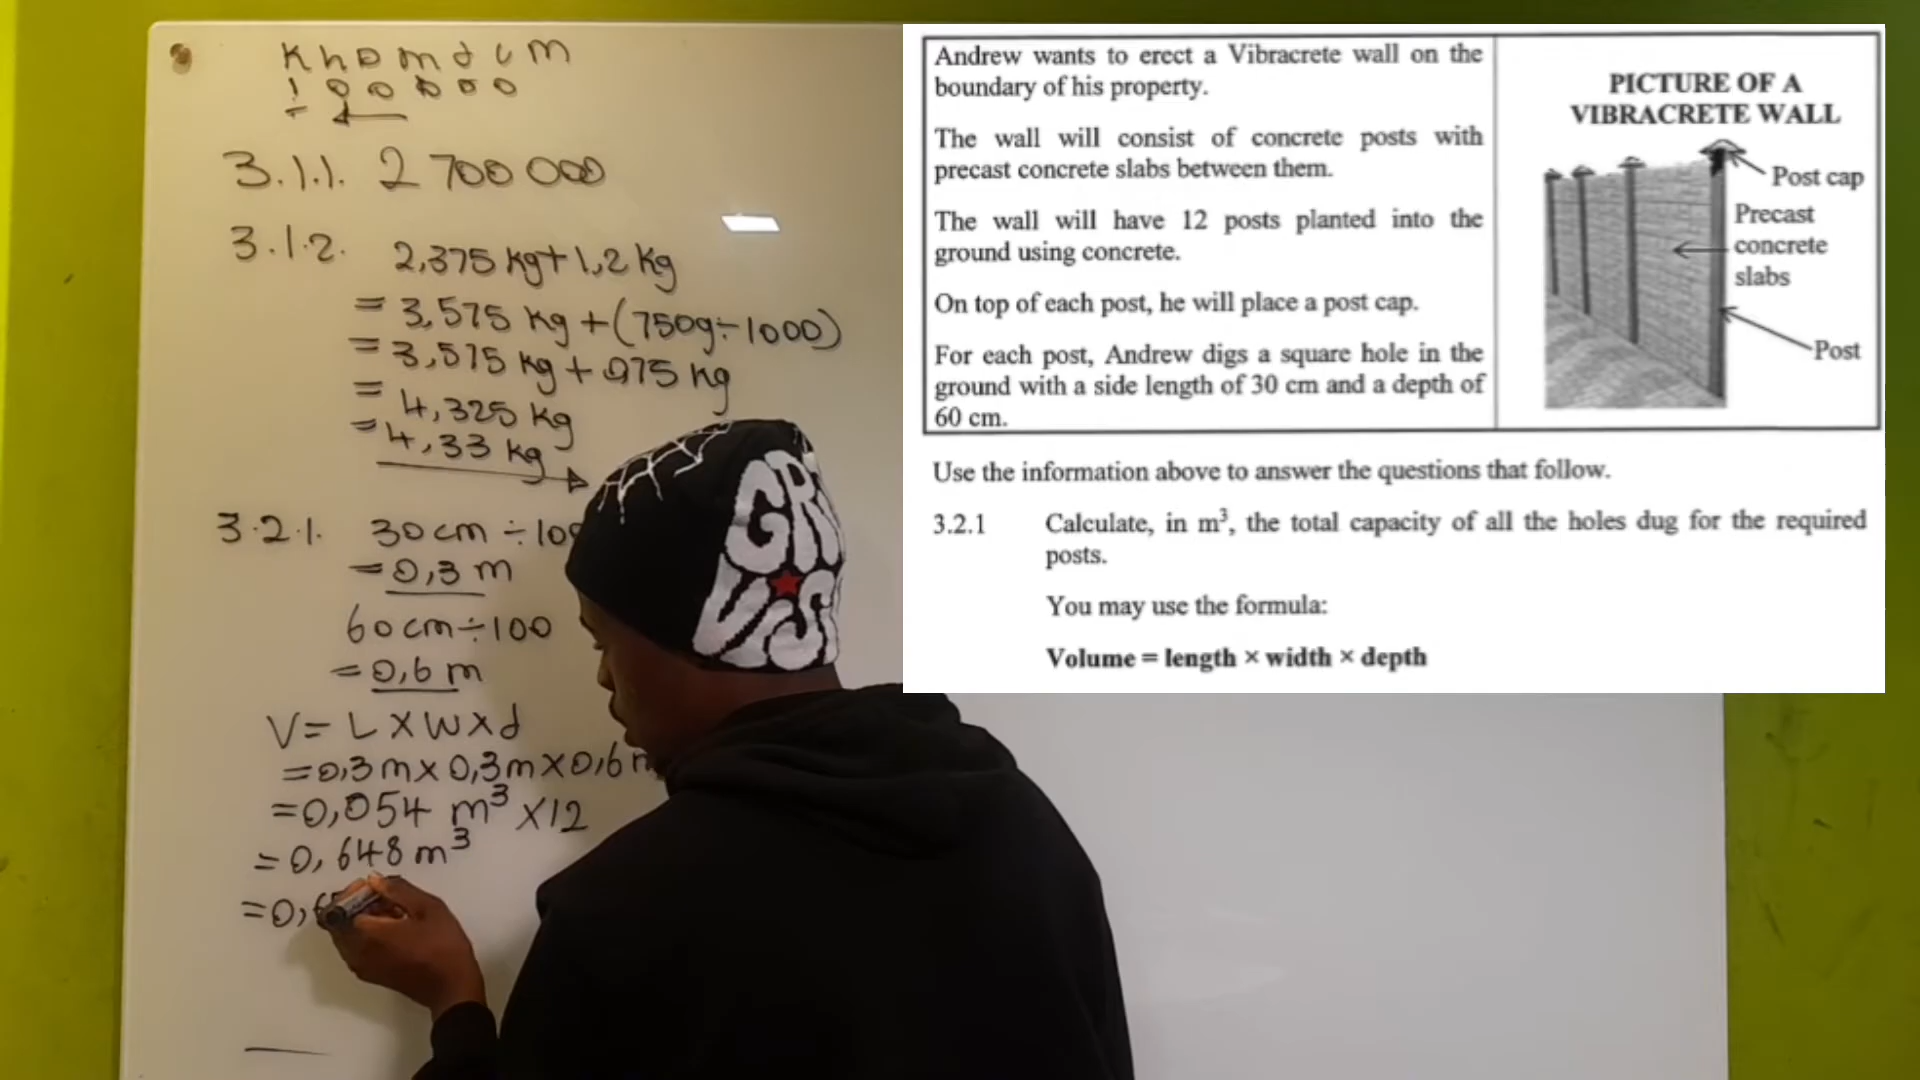 K h D m d c m
1 0 0 0 0 0
3.1.1. 2 700 000
3.1.2. 2,375 kg + 1,2 kg
= 3,575 kg + (750g ÷ 1000)
= 3,575 kg + 0,75 kg
= 4,325 kg
= 4,33 kg
3.2.1. 30 cm ÷ 100
= 0,3 m
60 cm ÷ 100
= 0,6 m
V = L X W X d
= 0,3 m x 0,3 m x 0,6 m
= 0,054 m³ X 12
= 0,648 m³
= 0,6
GR
V S
Andrew wants to erect a Vibracrete wall on the
boundary of his property.
The wall will consist of concrete posts with
precast concrete slabs between them.
The wall will have 12 posts planted into the
ground using concrete.
On top of each post, he will place a post cap.
For each post, Andrew digs a square hole in the
ground with a side length of 30 cm and a depth of
60 cm.
PICTURE OF A
VIBRACRETE WALL
Post cap
Precast
concrete
slabs
Post
Use the information above to answer the questions that follow.
3.2.1 Calculate, in m³, the total capacity of all the holes dug for the required
posts.
You may use the formula:
Volume = length × width × depth